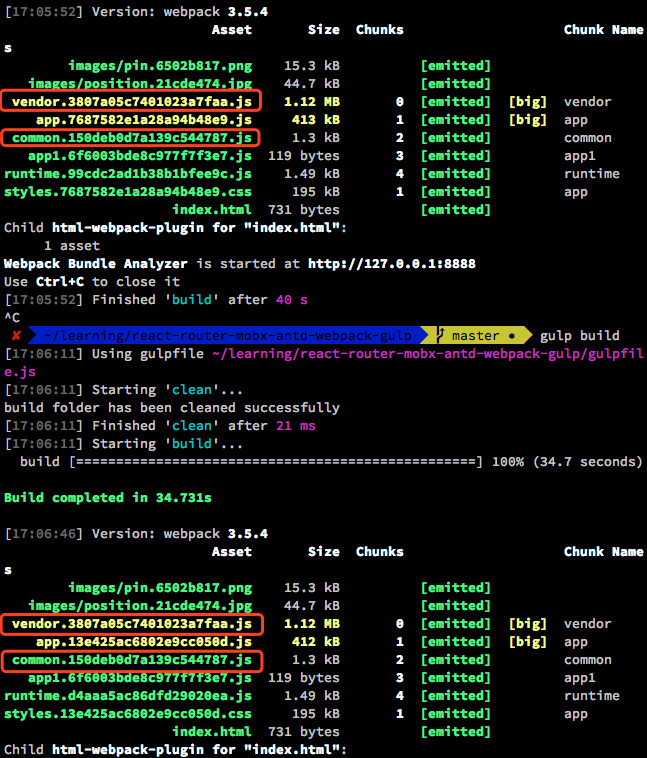 [17:05:52] Version: webpack 3.5.4
Asset Size Chunks Chunk Name
s
images/pin.6502b817.png 15.3 kB [emitted]
images/position.21cde474.jpg 44.7 kB [emitted]
vendor.3807a05c7401023a7faa.js 1.12 MB 0 [emitted] [big] vendor
app.7687582e1a28a94b48e9.js 413 kB 1 [emitted] [big] app
common.150deb0d7a139c544787.js 1.3 kB 2 [emitted] common
app1.6f6003bde8c977f7f3e7.js 119 bytes 3 [emitted] app1
runtime.99cdc2ad1b38b1bfee9c.js 1.49 kB 4 [emitted] runtime
styles.7687582e1a28a94b48e9.css 195 kB 1 [emitted] app
index.html 731 bytes [emitted]
Child html-webpack-plugin for "index.html":
1 asset
Webpack Bundle Analyzer is started at http://127.0.0.1:8888
Use Ctrl+C to close it
[17:05:52] Finished 'build' after 40 s
^C
✘ ~/learning/react-router-mobx-antd-webpack-gulp master ● gulp build
[17:06:11] Using gulpfile ~/learning/react-router-mobx-antd-webpack-gulp/gulpfil
e.js
[17:06:11] Starting 'clean'...
build folder has been cleaned successfully
[17:06:11] Finished 'clean' after 21 ms
[17:06:11] Starting 'build'...
build [==================================================] 100% (34.7 seconds)
Build completed in 34.731s
[17:06:46] Version: webpack 3.5.4
Asset Size Chunks Chunk Name
s
images/pin.6502b817.png 15.3 kB [emitted]
images/position.21cde474.jpg 44.7 kB [emitted]
vendor.3807a05c7401023a7faa.js 1.12 MB 0 [emitted] [big] vendor
app.13e425ac6802e9cc050d.js 412 kB 1 [emitted] [big] app
common.150deb0d7a139c544787.js 1.3 kB 2 [emitted] common
app1.6f6003bde8c977f7f3e7.js 119 bytes 3 [emitted] app1
runtime.d4aaa5ac86dfd29020ea.js 1.49 kB 4 [emitted] runtime
styles.13e425ac6802e9cc050d.css 195 kB 1 [emitted] app
index.html 731 bytes [emitted]
Child html-webpack-plugin for "index.html":